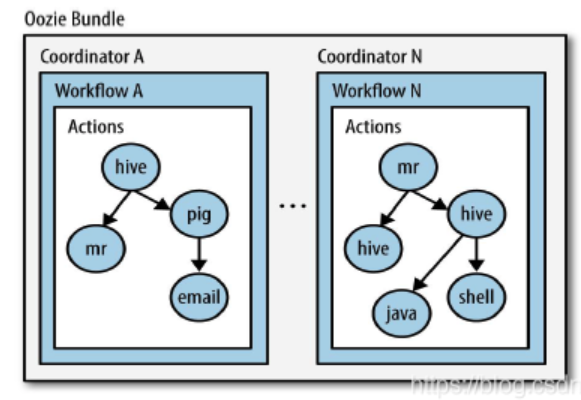 Oozie Bundle
Coordinator A
Workflow A
Actions
hive
pig
mr
email
...
Coordinator N
Workflow N
Actions
mr
hive
hive
java
shell
https://blog.csdn